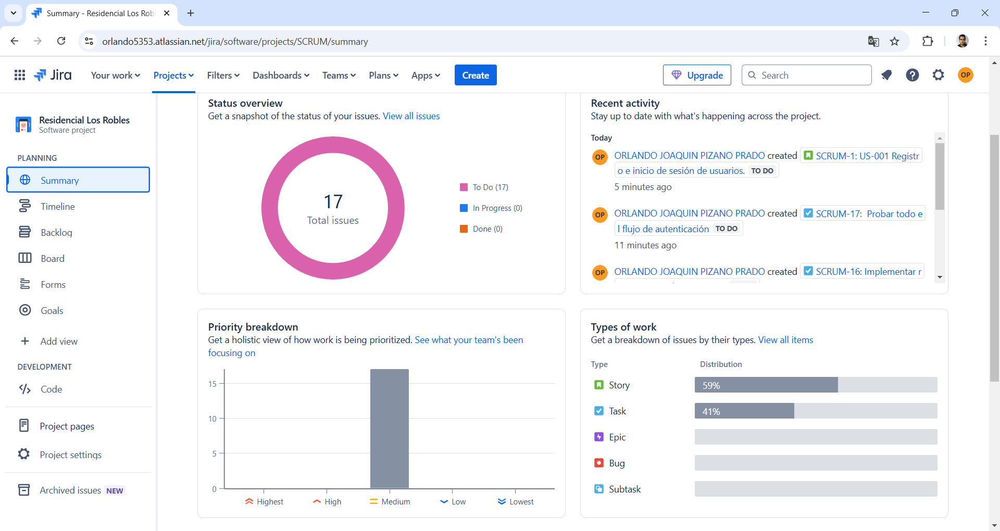 Summary - Residencial Los Rob
orlando5353.atlassian.net/jira/software/projects/SCRUM/summary
Jira
Your work
Projects
Filters
Dashboards
Teams
Plans
Apps
Create
Upgrade
Search
OP
Residencial Los Robles
Software project
PLANNING
Summary
Timeline
Backlog
Board
Forms
Goals
Add view
DEVELOPMENT
Code
Project pages
Project settings
Archived issues NEW
Status overview
Get a snapshot of the status of your issues. View all issues
17
Total issues
To Do (17)
In Progress (0)
Done (0)
Recent activity
Stay up to date with what's happening across the project.
Today
OP
ORLANDO JOAQUIN PIZANO PRADO created SCRUM-1: US-001 Registr
o e inicio de sesión de usuarios. TO DO
5 minutes ago
OP
ORLANDO JOAQUIN PIZANO PRADO created SCRUM-17: Probar todo e
l flujo de autenticación TO DO
11 minutes ago
OP
ORLANDO JOAQUIN PIZANO PRADO created SCRUM-16: Implementar r
Priority breakdown
Get a holistic view of how work is being prioritized. See what your team's been
focusing on
15
10
5
0
Highest
High
Medium
Low
Lowest
Types of work
Get a breakdown of issues by their types. View all items
Type
Distribution
Story
59%
Task
41%
Epic
Bug
Subtask